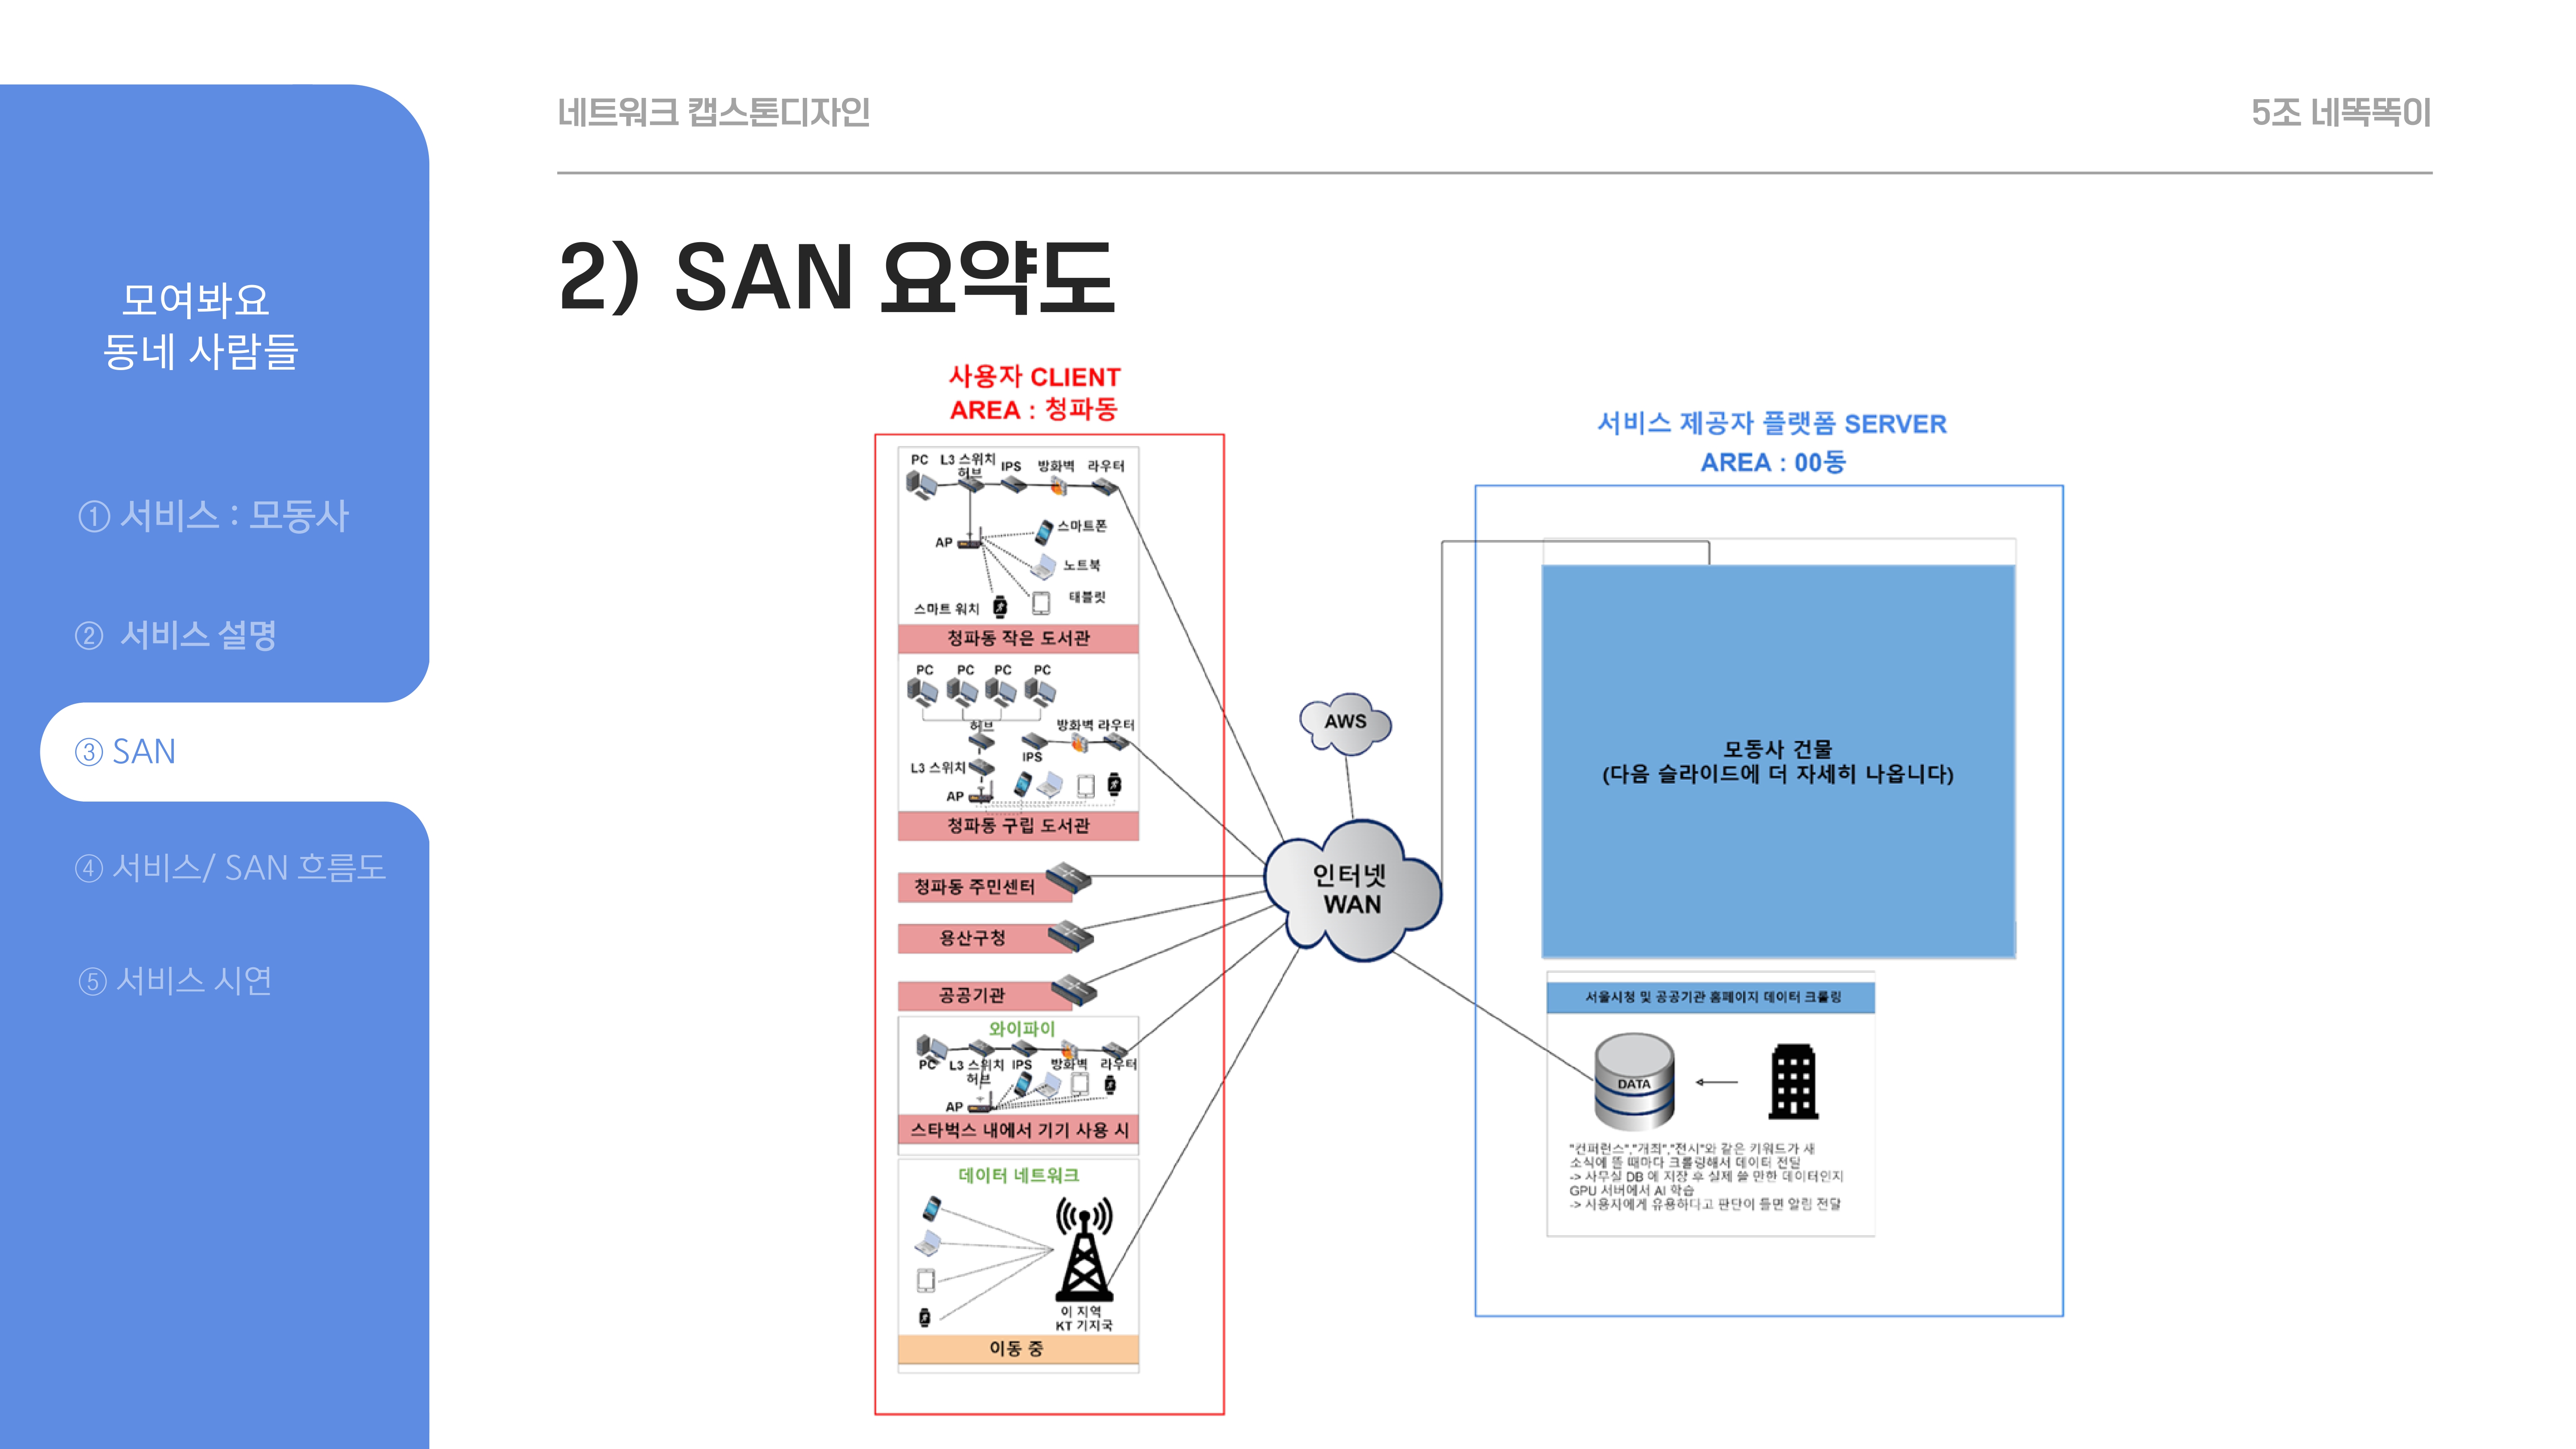 네트워크 캡스톤디자인
5조 네똑똑이
모여봐요
동네 사람들
① 서비스 : 모동사
② 서비스 설명
③ SAN
④ 서비스/ SAN 흐름도
⑤ 서비스 시연
2) SAN 요약도
사용자 CLIENT
AREA : 청파동
PC
L3 스위치
허브
IPS
방화벽
라우터
AP
스마트폰
노트북
태블릿
스마트 워치
청파동 작은 도서관
PC
PC
PC
PC
허브
방화벽
라우터
IPS
L3 스위치
AP
청파동 구립 도서관
청파동 주민센터
용산구청
공공기관
와이파이
PC
L3 스위치
허브
IPS
방화벽
라우터
AP
스타벅스 내에서 기기 사용 시
데이터 네트워크
이 지역
KT 기지국
이동 중
AWS
인터넷
WAN
서비스 제공자 플랫폼 SERVER
AREA : 00동
모동사 건물
(다음 슬라이드에 더 자세히 나옵니다)
서울시청 및 공공기관 홈페이지 데이터 크롤링
DATA
"컨퍼런스","개최","전시"와 같은 키워드가 새
소식에 뜰 때마다 크롤링해서 데이터 전달
-> 사무실 DB 에 저장 후 실제 쓸 만한 데이터인지
GPU 서버에서 AI 학습
-> 사용자에게 유용하다고 판단이 들면 알림 전달